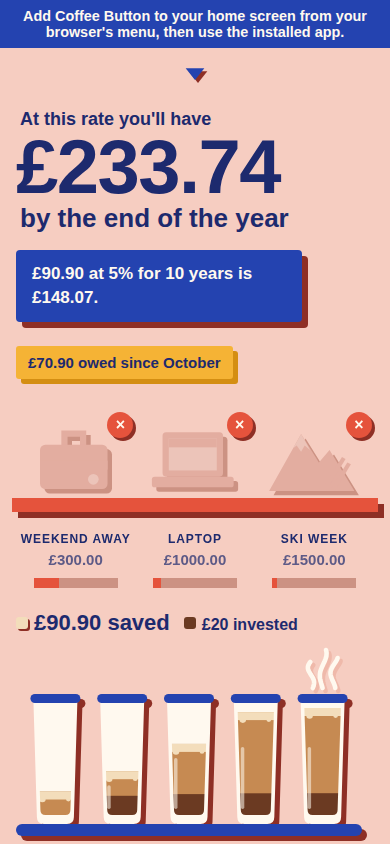 Add Coffee Button to your home screen from your
browser's menu, then use the installed app.
At this rate you'll have
£233.74
by the end of the year
£90.90 at 5% for 10 years is
£148.07.
£70.90 owed since October
× × ×
WEEKEND AWAY LAPTOP SKI WEEK
£300.00 £1000.00 £1500.00
£90.90 saved £20 invested